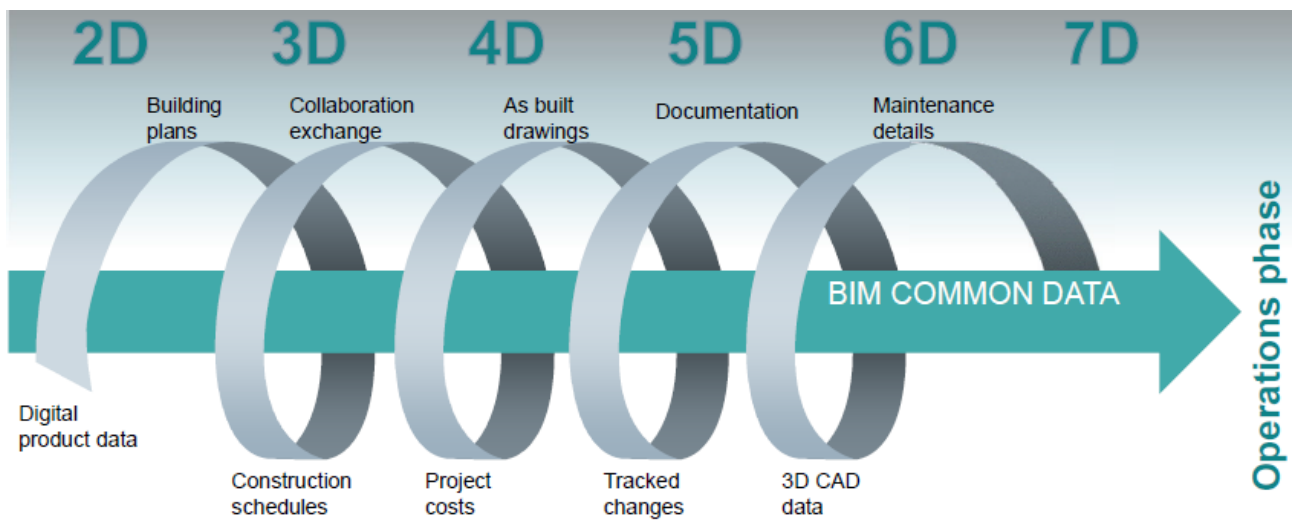 2D 3D 4D 5D 6D 7D
Building
plans
Collaboration
exchange
As built
drawings
Documentation
Maintenance
details
BIM COMMON DATA
Operations phase
Digital
product data
Construction
schedules
Project
costs
Tracked
changes
3D CAD
data